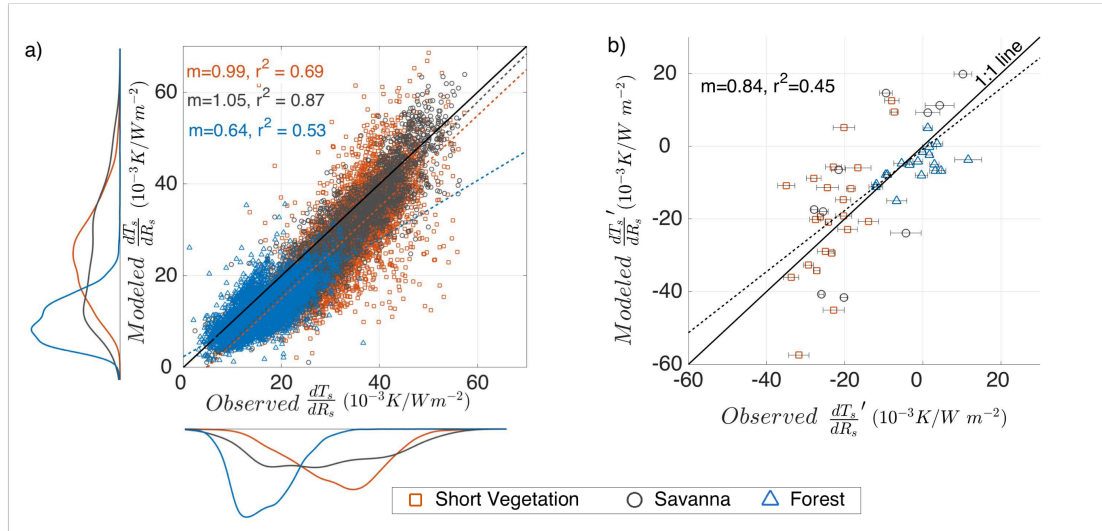 a)
m=0.99, r² = 0.69
m=1.05, r² = 0.87
m=0.64, r² = 0.53
Modeled dTₛ/dRₛ (10⁻³K/Wm⁻²)
60
40
20
0
0 20 40 60
Observed dTₛ/dRₛ (10⁻³K/Wm⁻²)
b)
m=0.84, r²=0.45
1:1 line
Modeled dTₛ/dRₛ′ (10⁻³K/W m⁻²)
20
0
-20
-40
-60
-60 -40 -20 0 20
Observed dTₛ/dRₛ′ (10⁻³K/W m⁻²)
Short Vegetation Savanna Forest